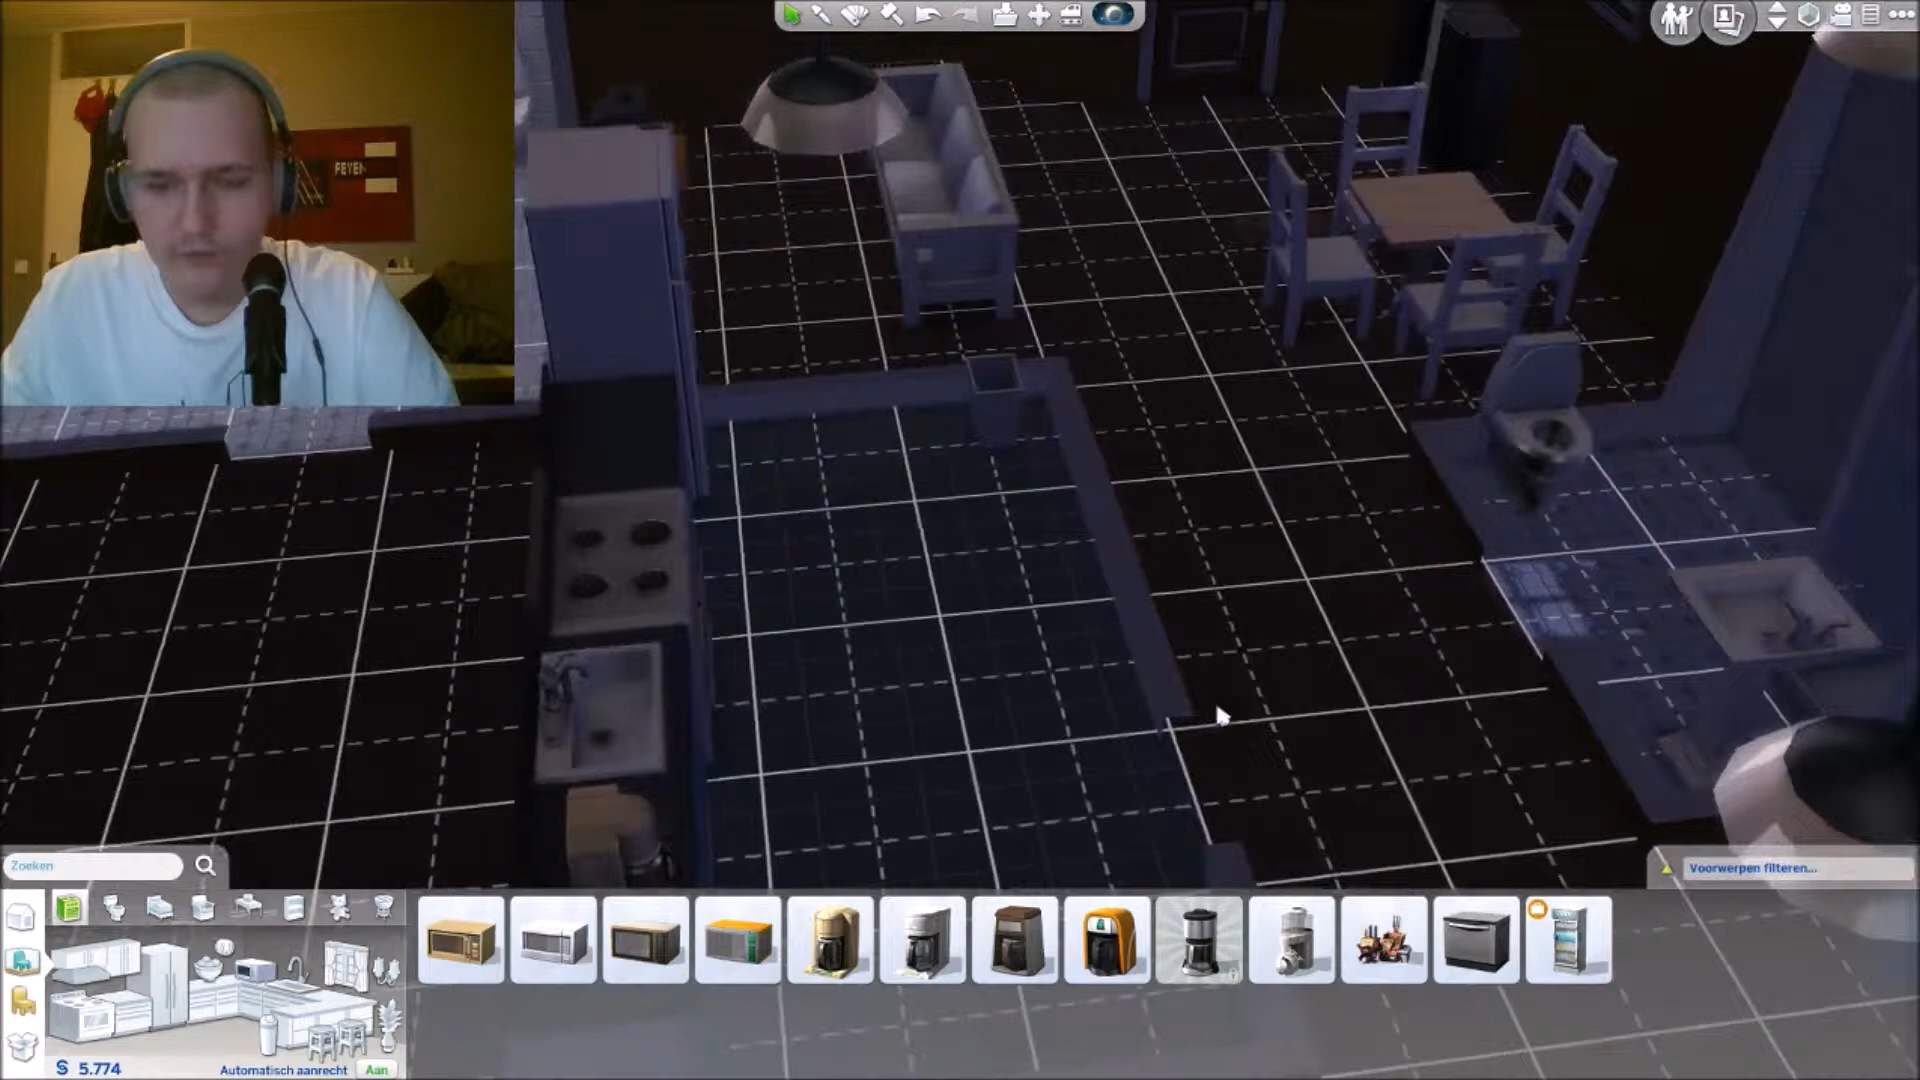 FEYEN
Zoeken
Voorwerpen filteren...
S 5.774
Automatisch aanrecht
Aan